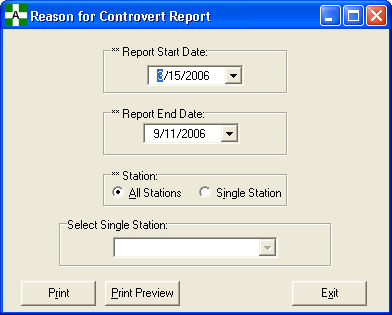 A Reason for Controvert Report
** Report Start Date:
3/15/2006
** Report End Date:
9/11/2006
** Station:
All Stations Single Station
Select Single Station:
Print Print Preview Exit